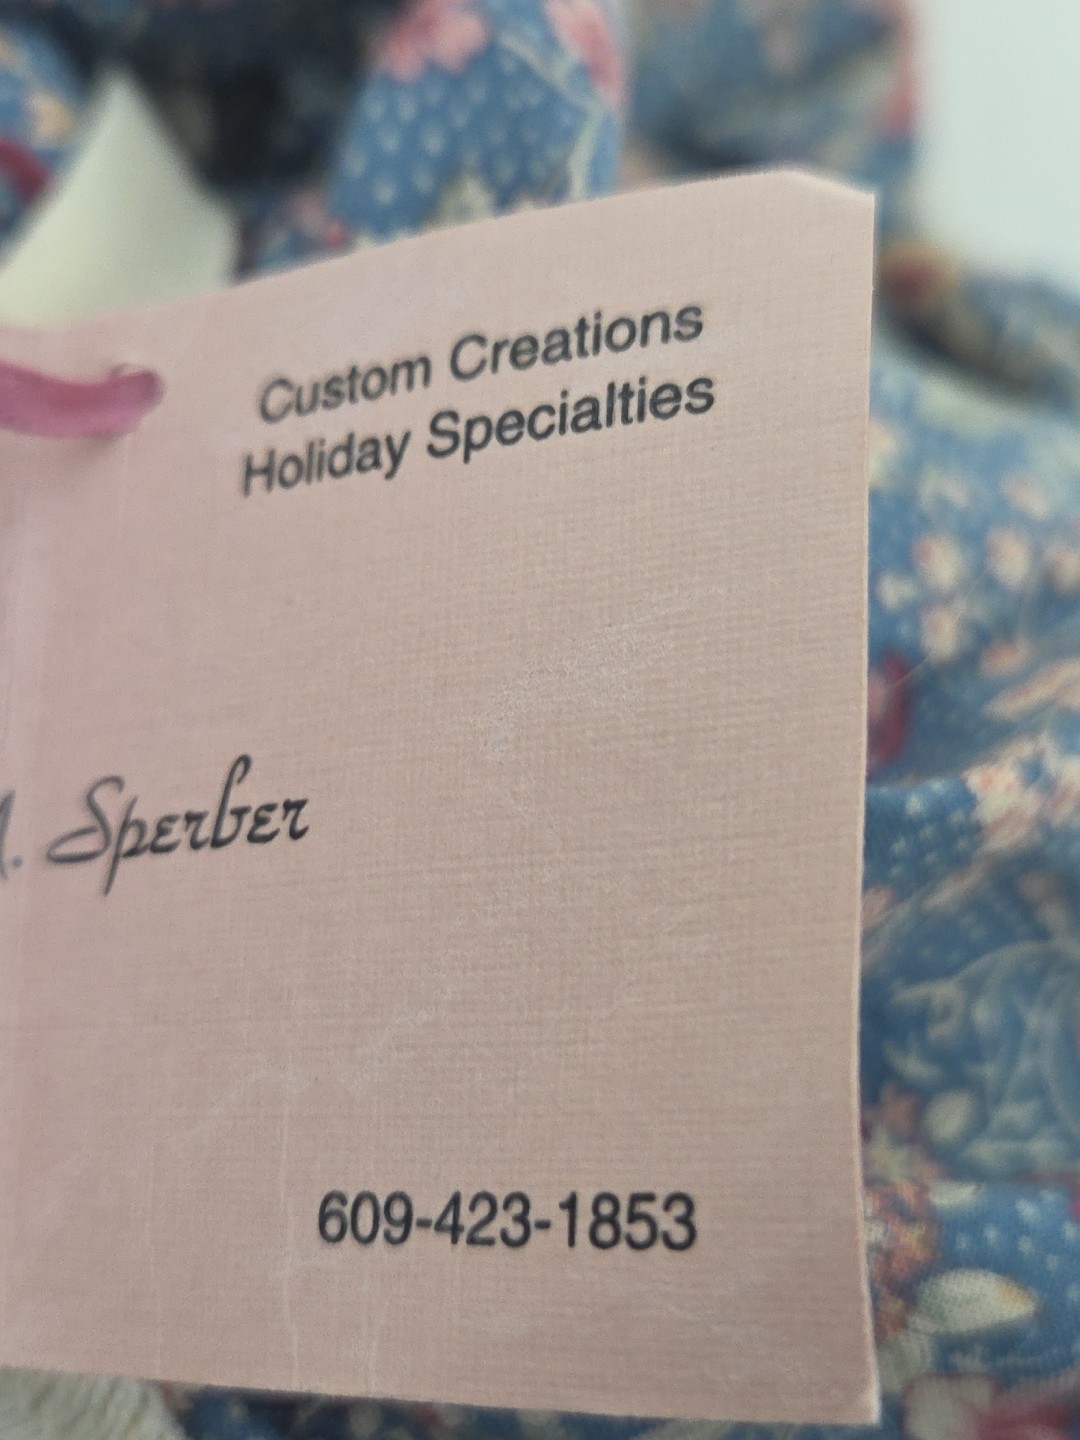 Custom Creations
Holiday Specialties
. Sperber
609-423-1853